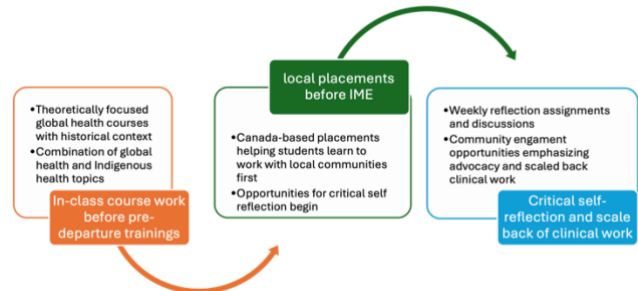 •Theoretically focused
global health courses
with historical context
•Combination of global
health and Indigenous
health topics
In-class course work
before pre-
departure trainings
local placements
before IME
•Canada-based placements
helping students learn to
work with local communities
first
•Opportunities for critical self
reflection begin
•Weekly reflection assignments
and discussions
•Community engament
opportunities emphasizing
advocacy and scaled back
clinical work
Critical self-
reflection and scale
back of clinical work